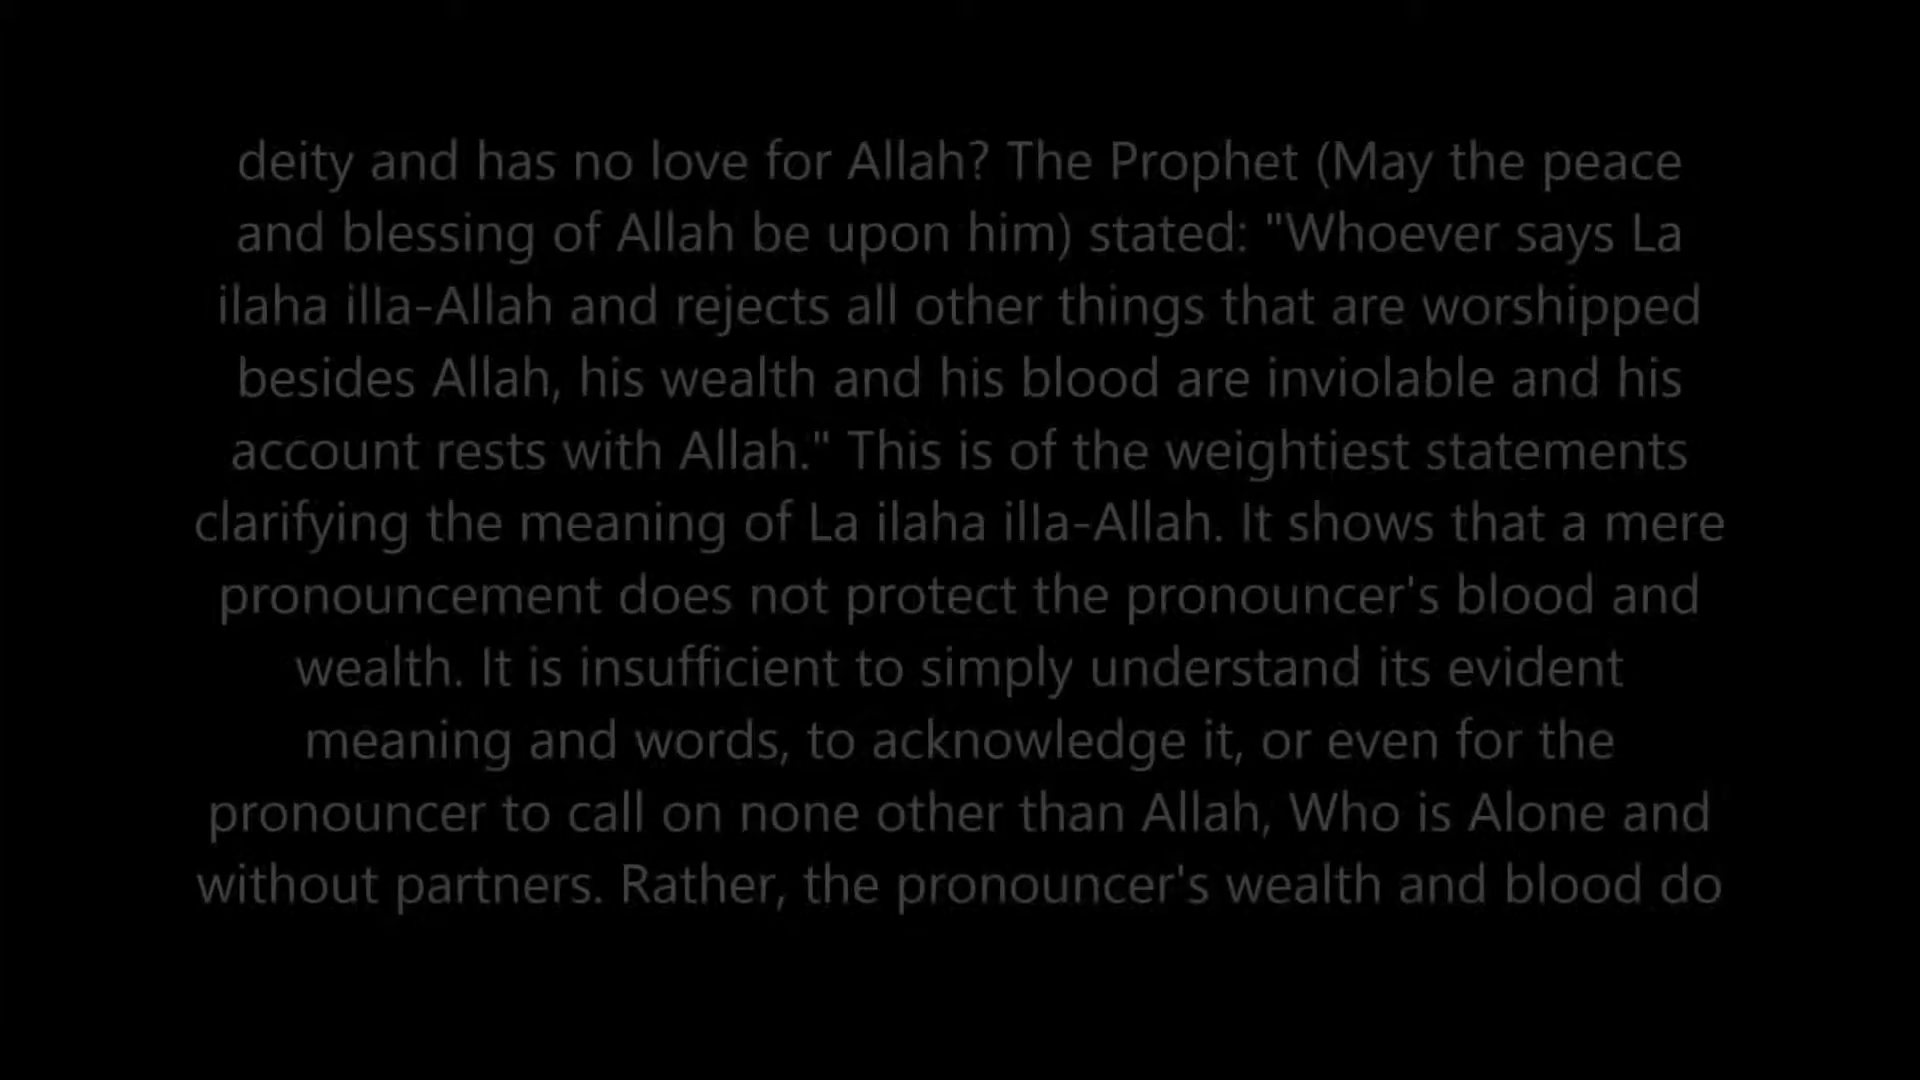 deity and has no love for Allah? The Prophet (May the peace
and blessing of Allah be upon him) stated: "Whoever says La
ilaha illa-Allah and rejects all other things that are worshipped
besides Allah, his wealth and his blood are inviolable and his
account rests with Allah." This is of the weightiest statements
clarifying the meaning of La ilaha illa-Allah. It shows that a mere
pronouncement does not protect the pronouncer's blood and
wealth. It is insufficient to simply understand its evident
meaning and words, to acknowledge it, or even for the
pronouncer to call on none other than Allah, Who is Alone and
without partners. Rather, the pronouncer's wealth and blood do